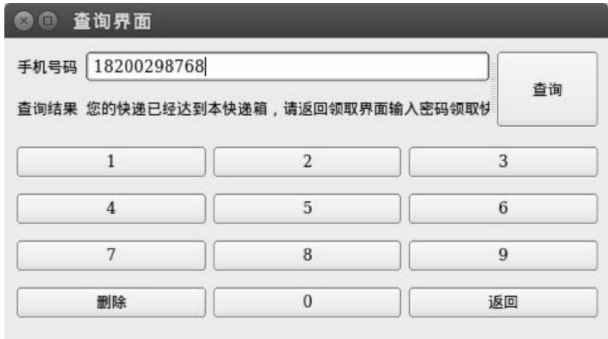 查询界面
手机号码 18200298768
查询
查询结果 您的快递已经达到本快递箱，请返回领取界面输入密码领取快
1 2 3
4 5 6
7 8 9
删除 0 返回